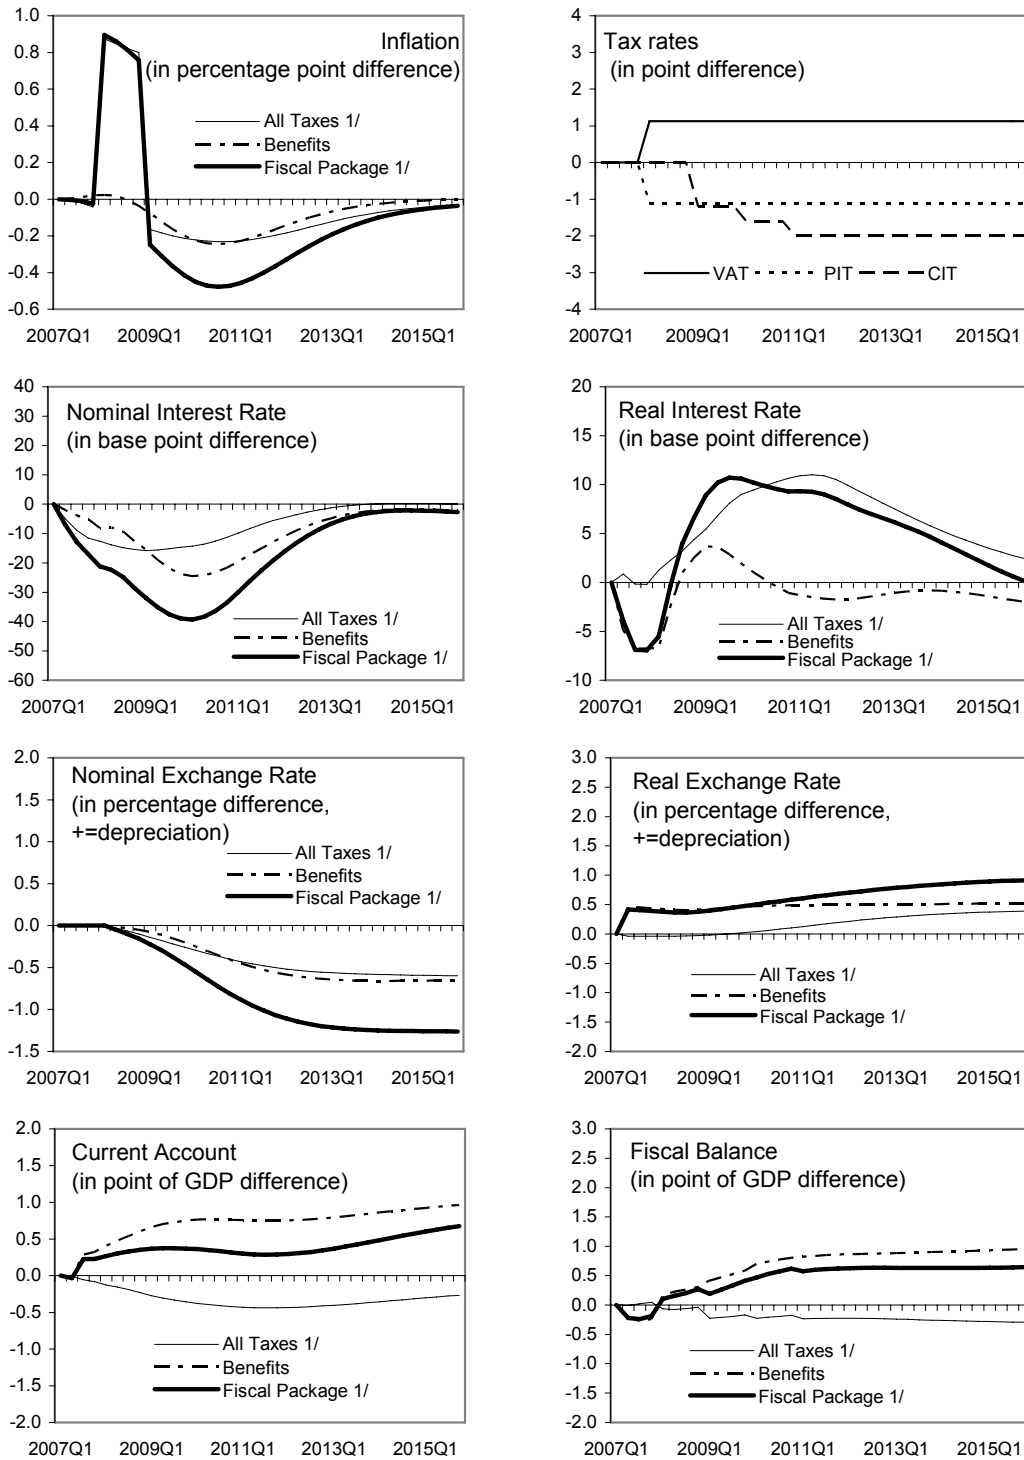 Inflation
(in percentage point difference)
1.0
0.8
0.6
0.4
0.2
0.0
-0.2
-0.4
-0.6
All Taxes 1/
Benefits
Fiscal Package 1/
2007Q1 2009Q1 2011Q1 2013Q1 2015Q1
Tax rates
(in point difference)
4
3
2
1
0
-1
-2
-3
-4
VAT PIT CIT
2007Q1 2009Q1 2011Q1 2013Q1 2015Q1
Nominal Interest Rate
(in base point difference)
40
30
20
10
0
-10
-20
-30
-40
-50
-60
All Taxes 1/
Benefits
Fiscal Package 1/
2007Q1 2009Q1 2011Q1 2013Q1 2015Q1
Real Interest Rate
(in base point difference)
20
15
10
5
0
-5
-10
All Taxes 1/
Benefits
Fiscal Package 1/
2007Q1 2009Q1 2011Q1 2013Q1 2015Q1
Nominal Exchange Rate
(in percentage difference,
+=depreciation)
2.0
1.5
1.0
0.5
0.0
-0.5
-1.0
-1.5
All Taxes 1/
Benefits
Fiscal Package 1/
2007Q1 2009Q1 2011Q1 2013Q1 2015Q1
Real Exchange Rate
(in percentage difference,
+=depreciation)
3.0
2.5
2.0
1.5
1.0
0.5
0.0
-0.5
-1.0
-1.5
-2.0
All Taxes 1/
Benefits
Fiscal Package 1/
2007Q1 2009Q1 2011Q1 2013Q1 2015Q1
Current Account
(in point of GDP difference)
2.0
1.5
1.0
0.5
0.0
-0.5
-1.0
-1.5
-2.0
All Taxes 1/
Benefits
Fiscal Package 1/
2007Q1 2009Q1 2011Q1 2013Q1 2015Q1
Fiscal Balance
(in point of GDP difference)
3.0
2.5
2.0
1.5
1.0
0.5
0.0
-0.5
-1.0
-1.5
-2.0
All Taxes 1/
Benefits
Fiscal Package 1/
2007Q1 2009Q1 2011Q1 2013Q1 2015Q1